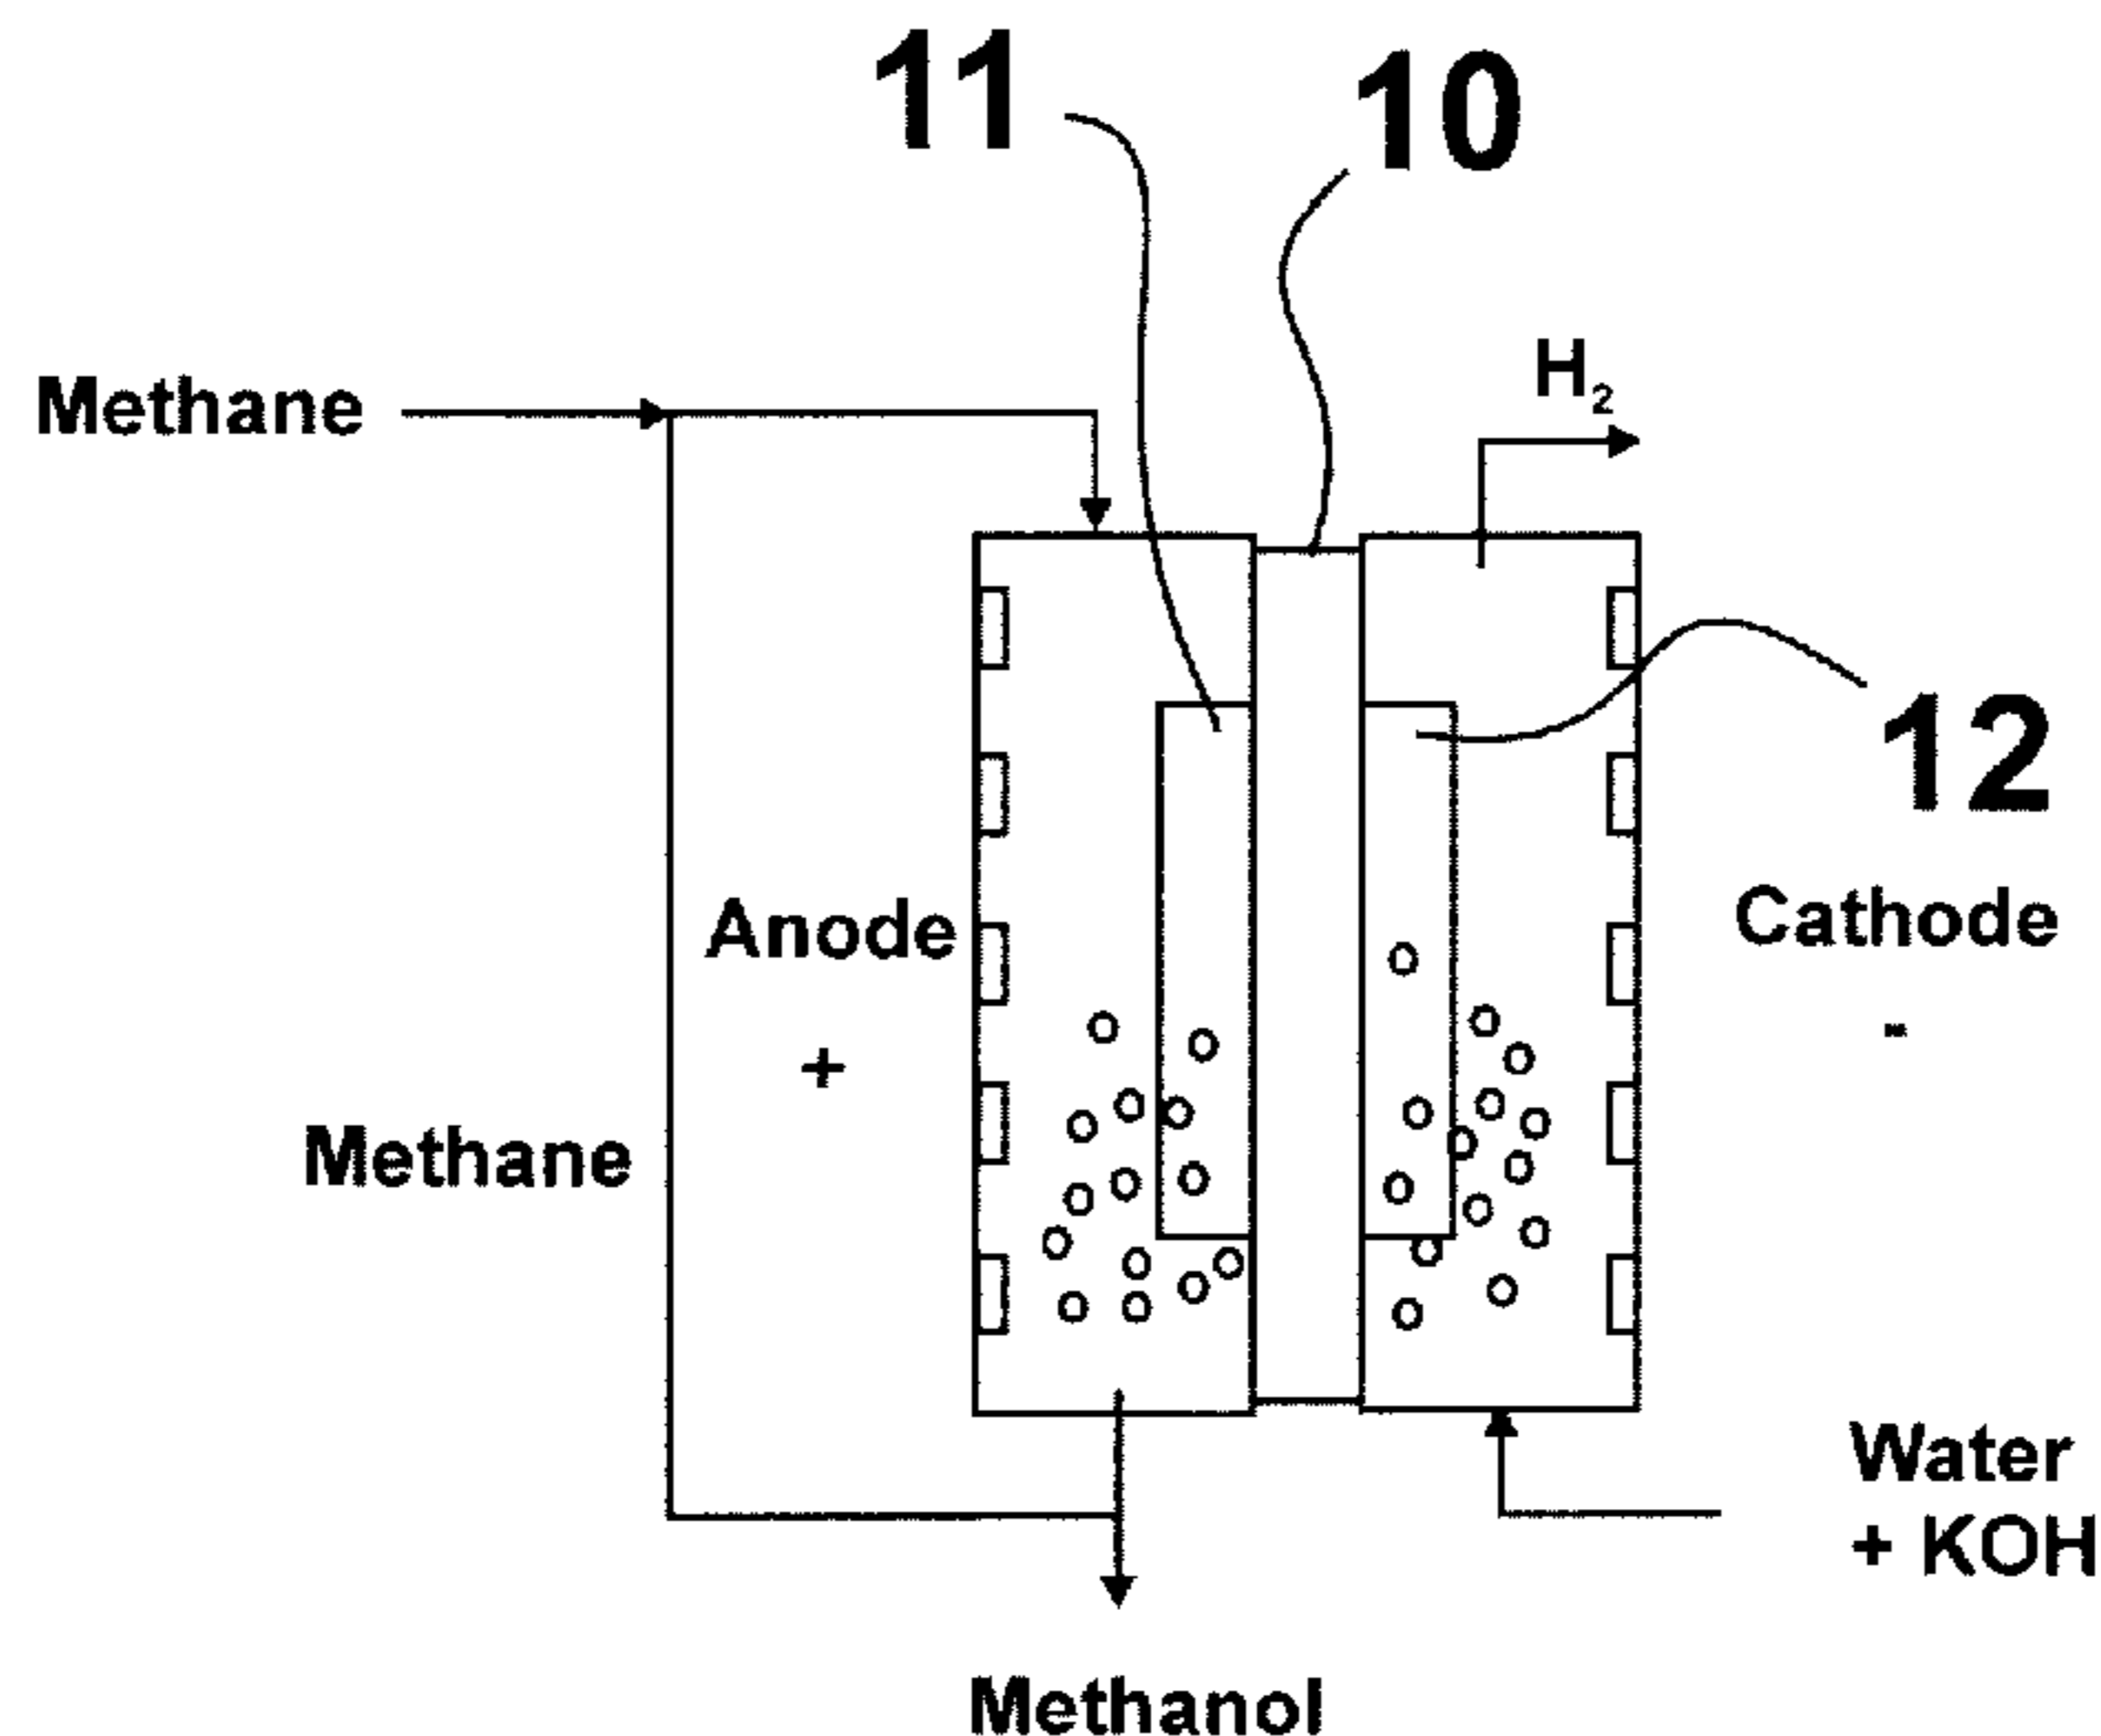 11
10
H₂
Methane
12
Anode
+
Cathode
-
Methane
Water
+ KOH
Methanol